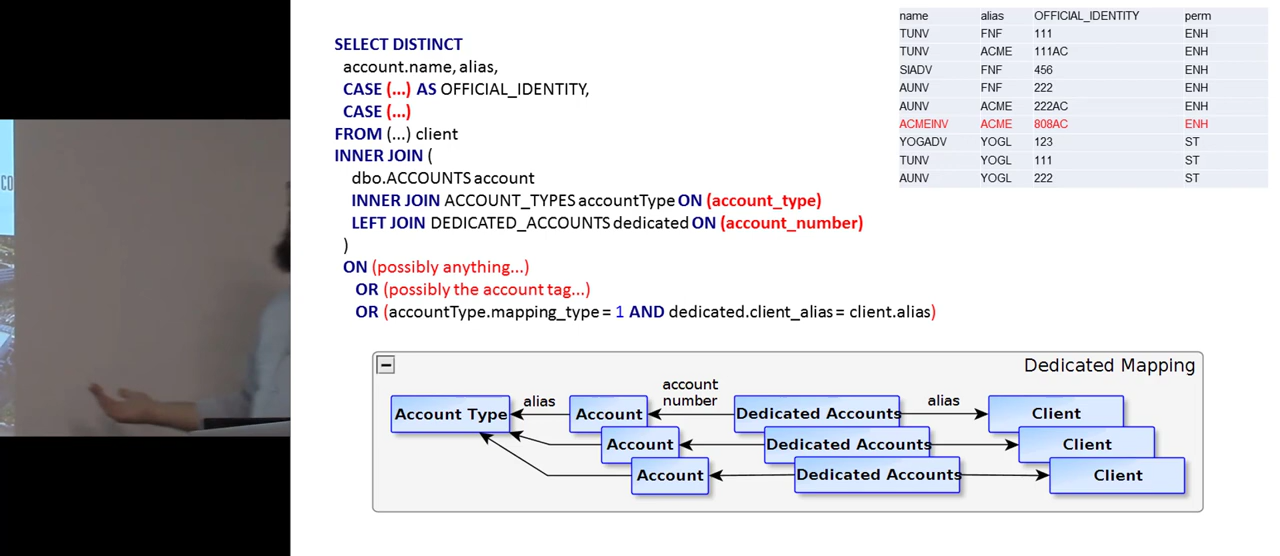 SELECT DISTINCT
account.name, alias,
CASE (...) AS OFFICIAL_IDENTITY,
CASE (...)
FROM (...) client
INNER JOIN (
dbo.ACCOUNTS account
INNER JOIN ACCOUNT_TYPES accountType ON (account_type)
LEFT JOIN DEDICATED_ACCOUNTS dedicated ON (account_number)
)
ON (possibly anything...)
OR (possibly the account tag...)
OR (accountType.mapping_type = 1 AND dedicated.client_alias = client.alias)
name alias OFFICIAL_IDENTITY perm
TUNV FNF 111 ENH
TUNV ACME 111AC ENH
SIADV FNF 456 ENH
AUNV FNF 222 ENH
AUNV ACME 222AC ENH
ACMEINV ACME 808AC ENH
YOGADV YOGL 123 ST
TUNV YOGL 111 ST
AUNV YOGL 222 ST
Dedicated Mapping
Account Type
alias
Account
account
number
Dedicated Accounts
alias
Client
Account
Dedicated Accounts
Client
Account
Dedicated Accounts
Client
CO